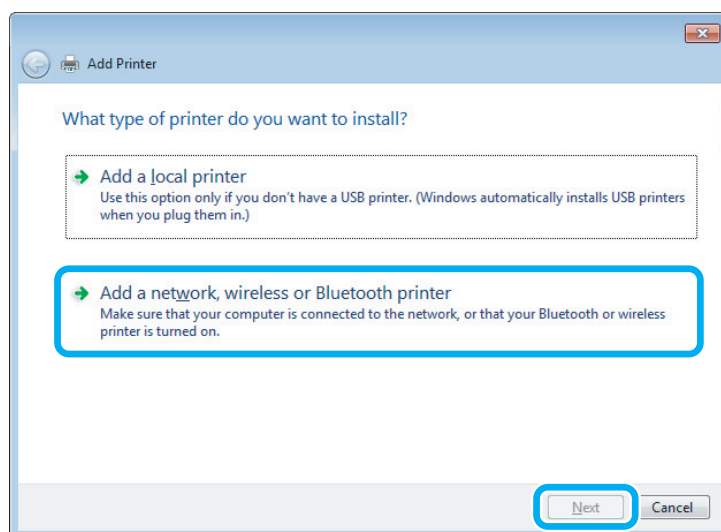 Add Printer
What type of printer do you want to install?
Add a local printer
Use this option only if you don't have a USB printer. (Windows automatically installs USB printers
when you plug them in.)
Add a network, wireless or Bluetooth printer
Make sure that your computer is connected to the network, or that your Bluetooth or wireless
printer is turned on.
Next Cancel